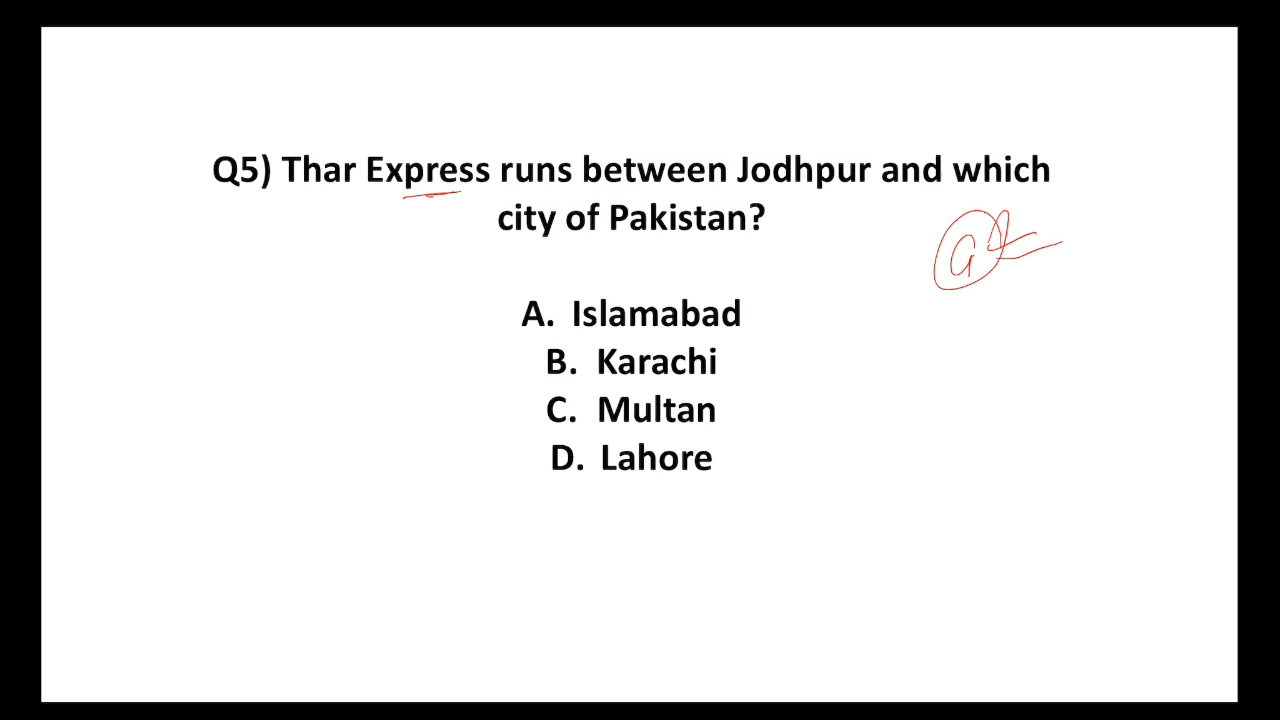 Q5) Thar Express runs between Jodhpur and which
city of Pakistan?
A. Islamabad
B. Karachi
C. Multan
D. Lahore